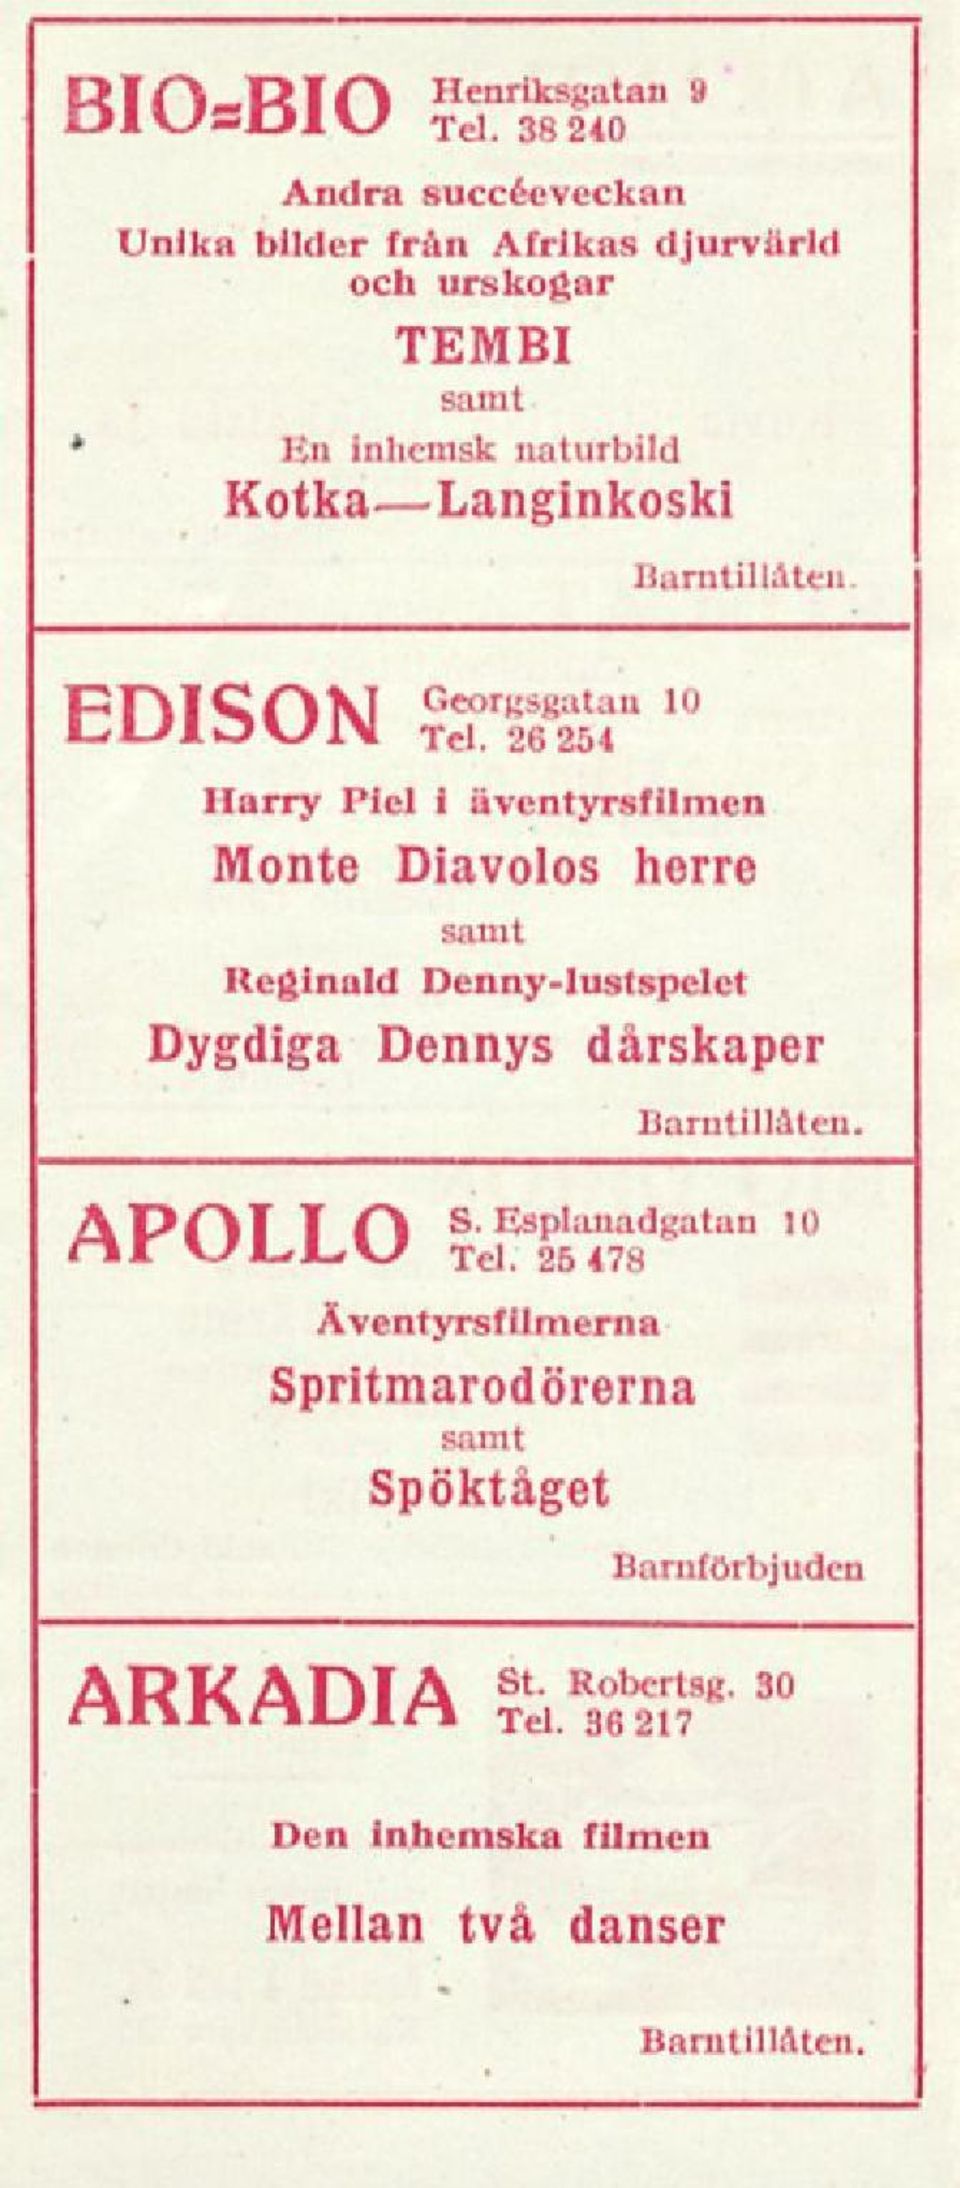 BIO=BIO
Henriksgatan 9
Tel. 38 240
Andra succéeveckan
Unika bilder från Afrikas djurvärld
och urskogar
TEMBI
samt
En inhemsk naturbild
Kotka—Langinkoski
Barntillåten.
EDISON
Georgsgatan 10
Tel. 26 254
Harry Piel i äventyrsfilmen
Monte Diavolos herre
samt
Reginald Denny-lustspelet
Dygdiga Dennys dårskaper
Barntillåten.
APOLLO
S. Esplanadgatan 10
Tel. 25 478
Äventyrsfilmerna
Spritmarodörerna
samt
Spöktåget
Barnförbjuden
ARKADIA
St. Robertsg. 30
Tel. 36 217
Den inhemska filmen
Mellan två danser
Barntillåten.